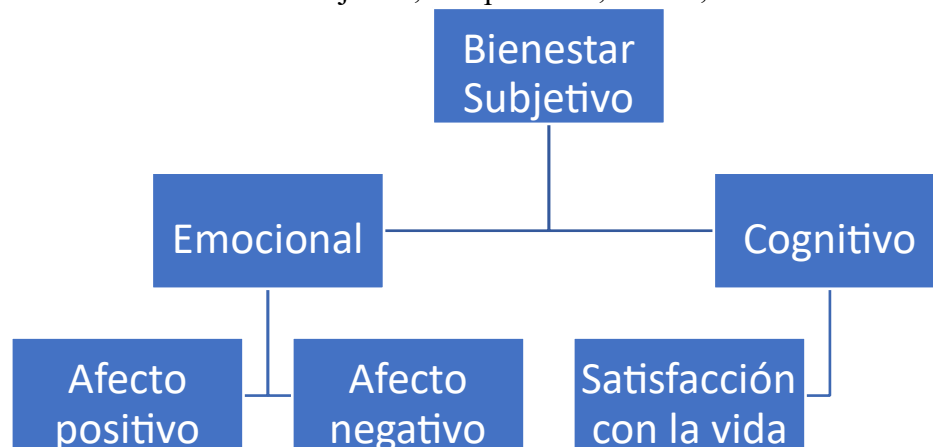 Bienestar
Subjetivo
Emocional
Cognitivo
Afecto
positivo
Afecto
negativo
Satisfacción
con la vida